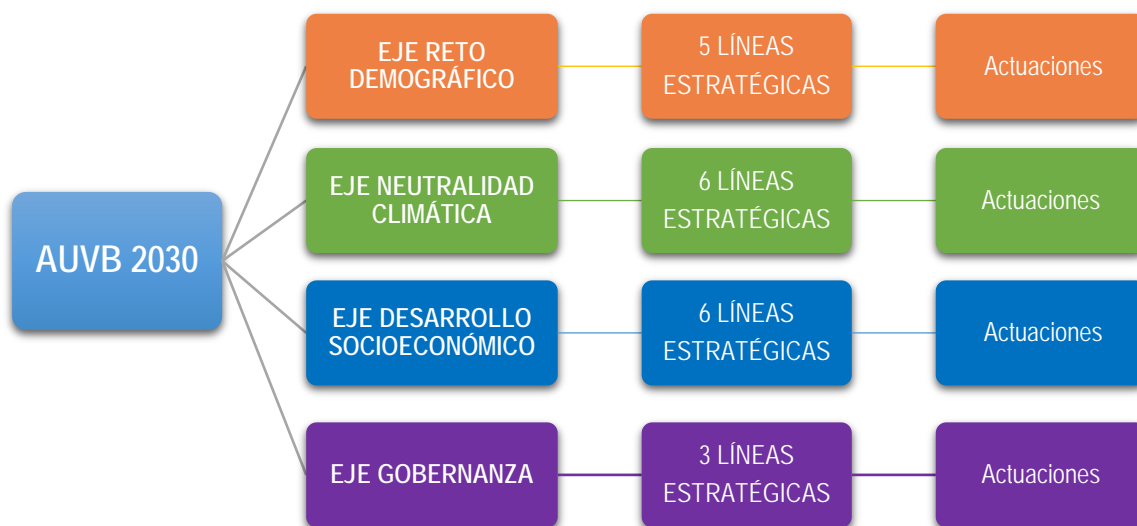 AUVB 2030
EJE RETO
DEMOGRÁFICO
5 LÍNEAS
ESTRATÉGICAS
Actuaciones
EJE NEUTRALIDAD
CLIMÁTICA
6 LÍNEAS
ESTRATÉGICAS
Actuaciones
EJE DESARROLLO
SOCIOECONÓMICO
6 LÍNEAS
ESTRATÉGICAS
Actuaciones
EJE GOBERNANZA
3 LÍNEAS
ESTRATÉGICAS
Actuaciones